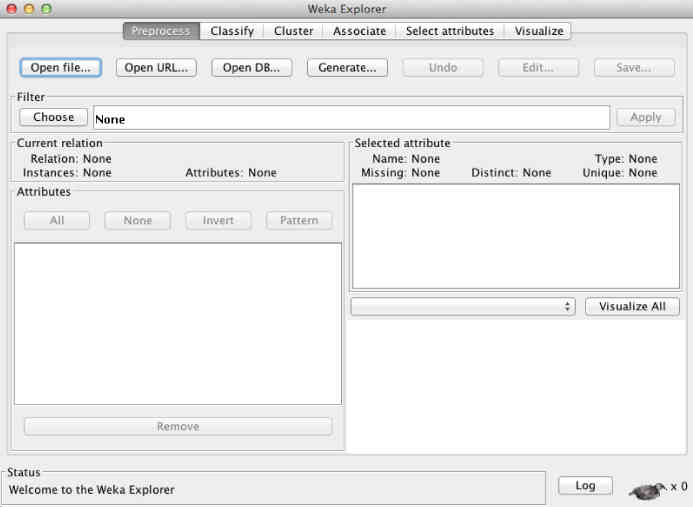 Weka Explorer
Preprocess Classify Cluster Associate Select attributes Visualize
Open file... Open URL... Open DB... Generate... Undo Edit... Save...
Filter
Choose None Apply
Current relation
Relation: None
Instances: None Attributes: None
Attributes
All None Invert Pattern
Remove
Selected attribute
Name: None Type: None
Missing: None Distinct: None Unique: None
Visualize All
Status
Welcome to the Weka Explorer
Log x 0